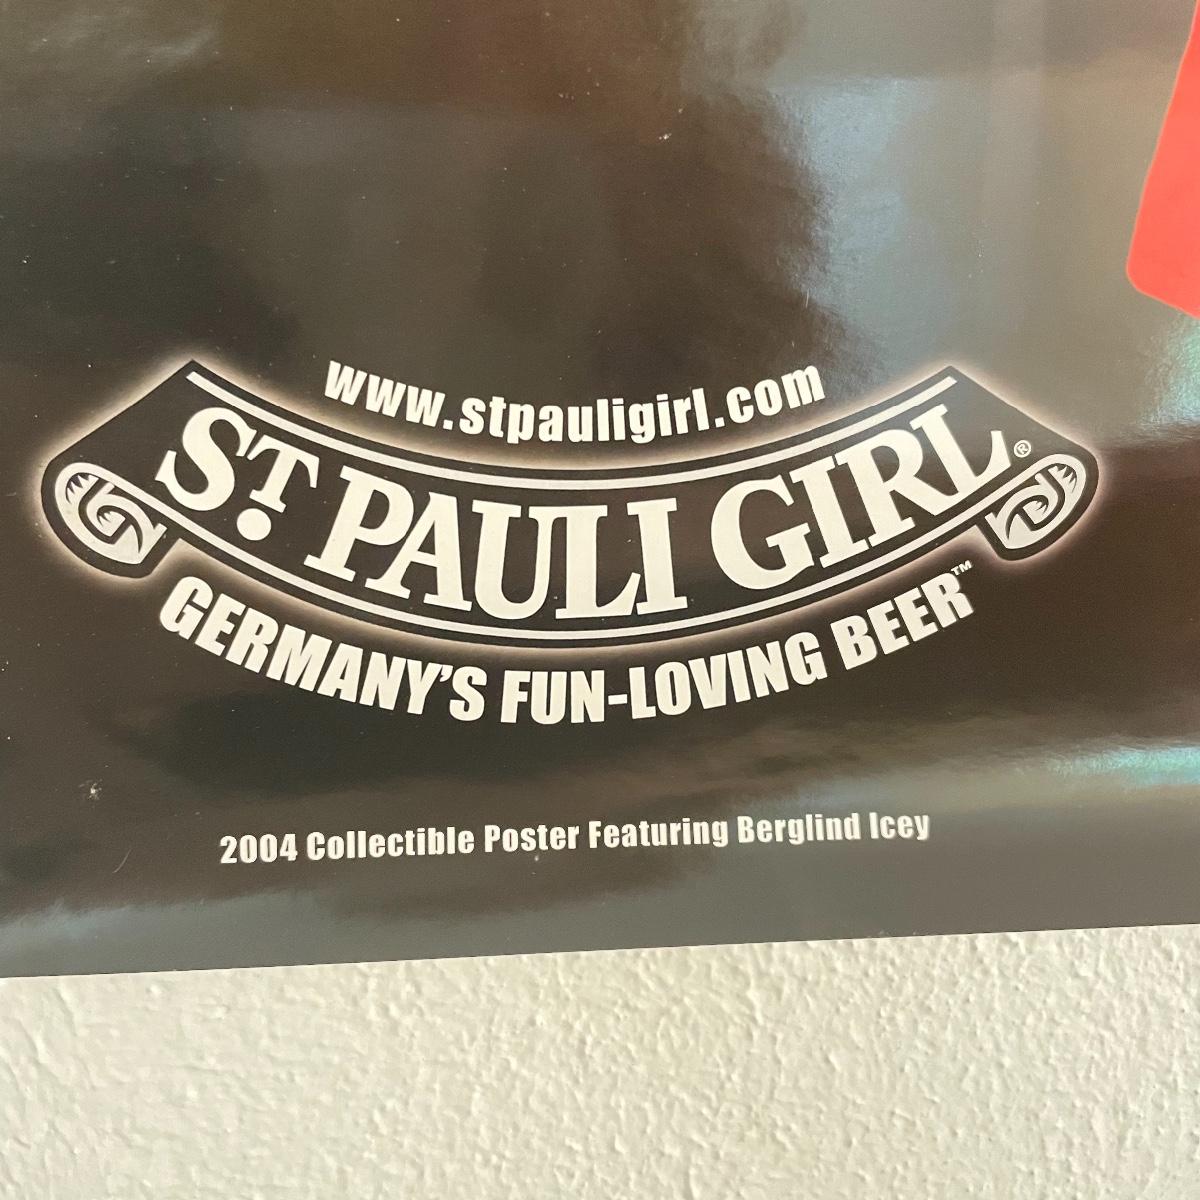 www.stpauligirl.com
ST. PAULI GIRL®
GERMANY'S FUN-LOVING BEER™
2004 Collectible Poster Featuring Berglind Icey